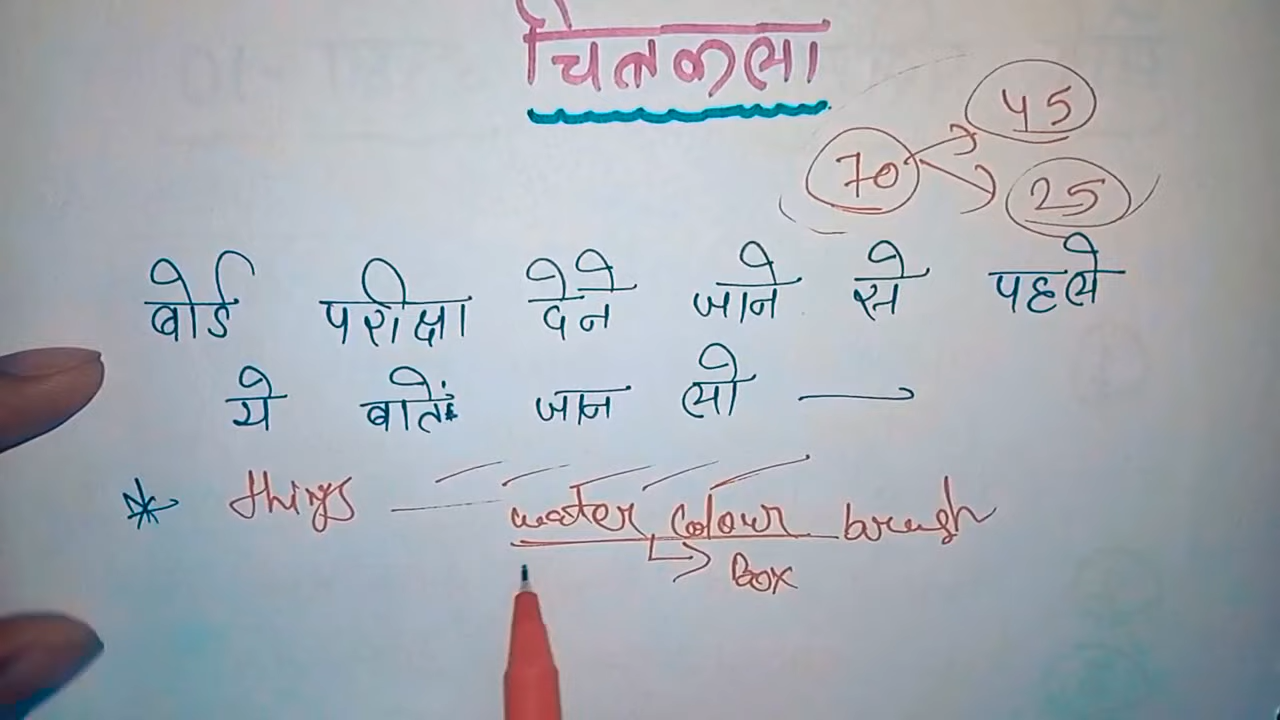 चित्रकला
70
45
25
बोर्ड परीक्षा देने जाने से पहले
ये बातें जान लो —
* things — water colour brush
→ Box